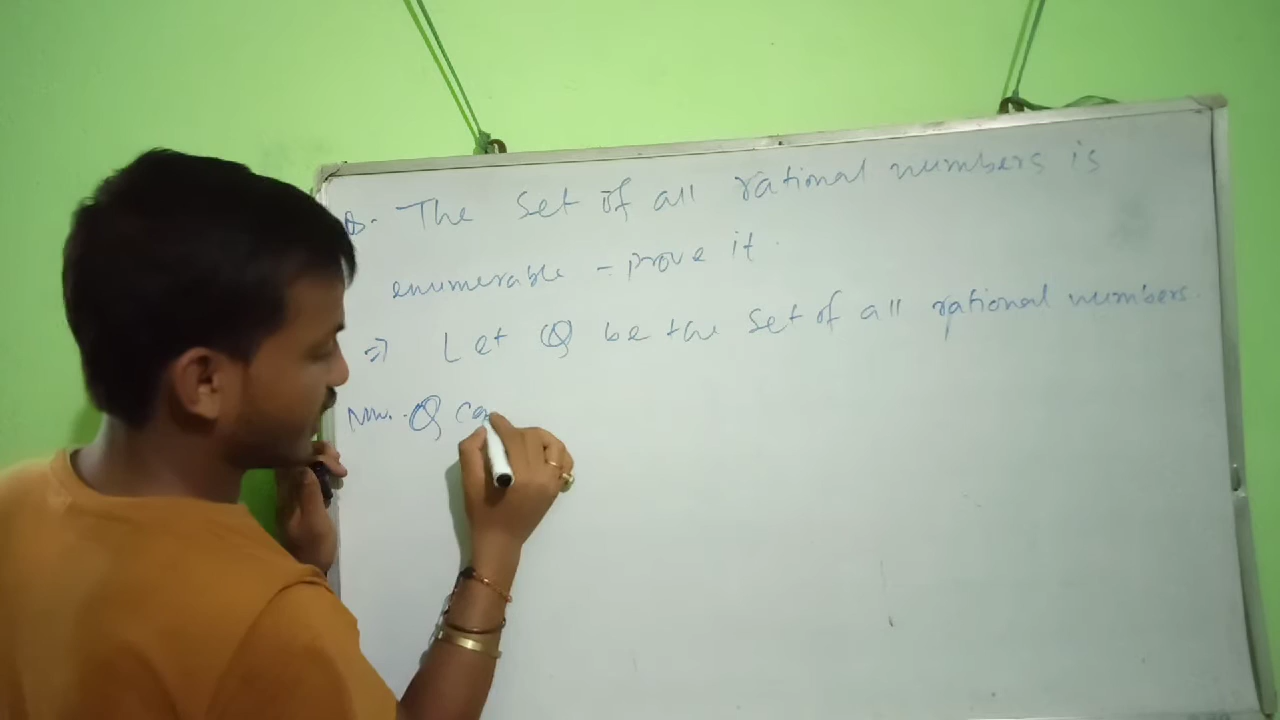 Q. The set of all rational numbers is
enumerable - prove it.
⇒ Let Q be the set of all rational numbers.
Now. Q ca